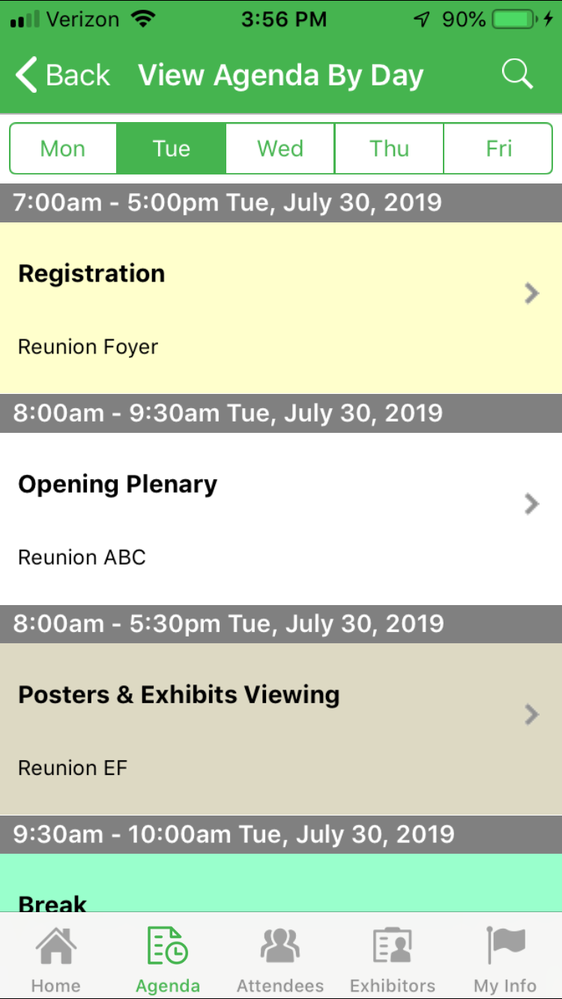 Verizon 3:56 PM 90%
Back View Agenda By Day
Mon Tue Wed Thu Fri
7:00am - 5:00pm Tue, July 30, 2019
Registration
Reunion Foyer
8:00am - 9:30am Tue, July 30, 2019
Opening Plenary
Reunion ABC
8:00am - 5:30pm Tue, July 30, 2019
Posters & Exhibits Viewing
Reunion EF
9:30am - 10:00am Tue, July 30, 2019
Break
Home Agenda Attendees Exhibitors My Info